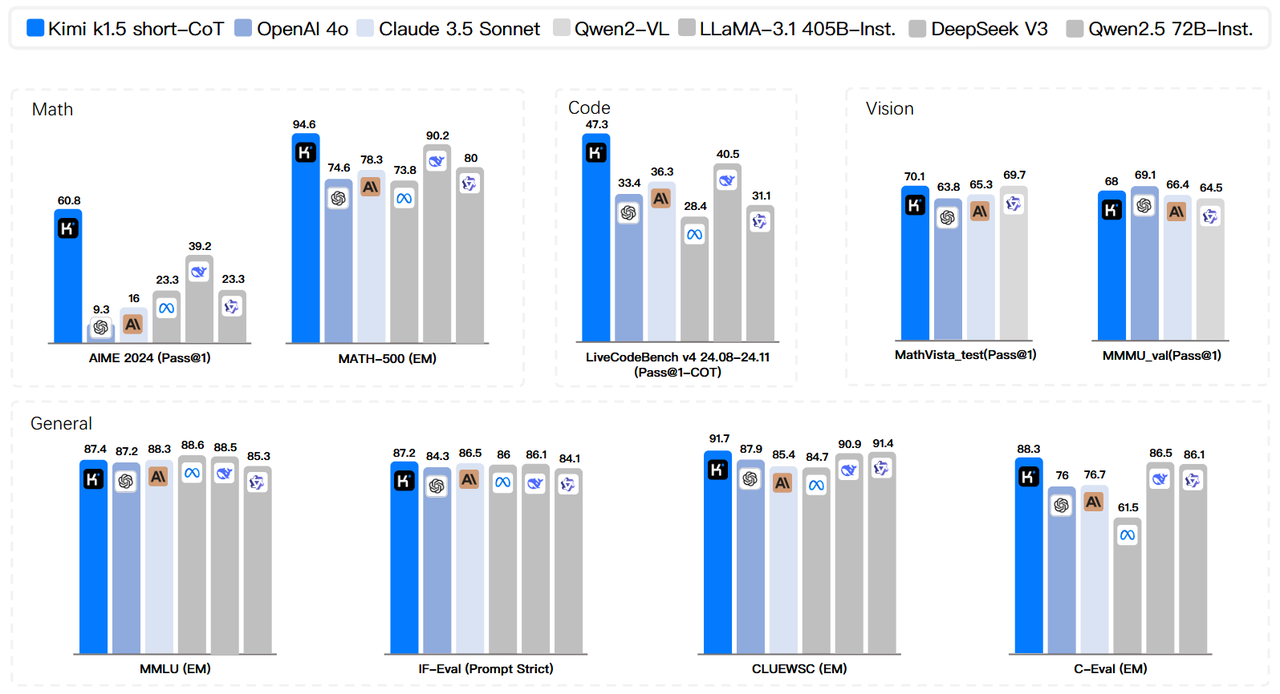 Kimi k1.5 short-CoT OpenAI 4o Claude 3.5 Sonnet Qwen2-VL LLaMA-3.1 405B-Inst. DeepSeek V3 Qwen2.5 72B-Inst.
Math
60.8 9.3 16 23.3 39.2 23.3
AIME 2024 (Pass@1)
94.6 74.6 78.3 73.8 90.2 80
MATH-500 (EM)
Code
47.3 33.4 36.3 28.4 40.5 31.1
LiveCodeBench v4 24.08-24.11
(Pass@1-COT)
Vision
70.1 63.8 65.3 69.7
MathVista_test(Pass@1)
68 69.1 66.4 64.5
MMMU_val(Pass@1)
General
87.4 87.2 88.3 88.6 88.5 85.3
MMLU (EM)
87.2 84.3 86.5 86 86.1 84.1
IF-Eval (Prompt Strict)
91.7 87.9 85.4 84.7 90.9 91.4
CLUEWSC (EM)
88.3 76 76.7 61.5 86.5 86.1
C-Eval (EM)